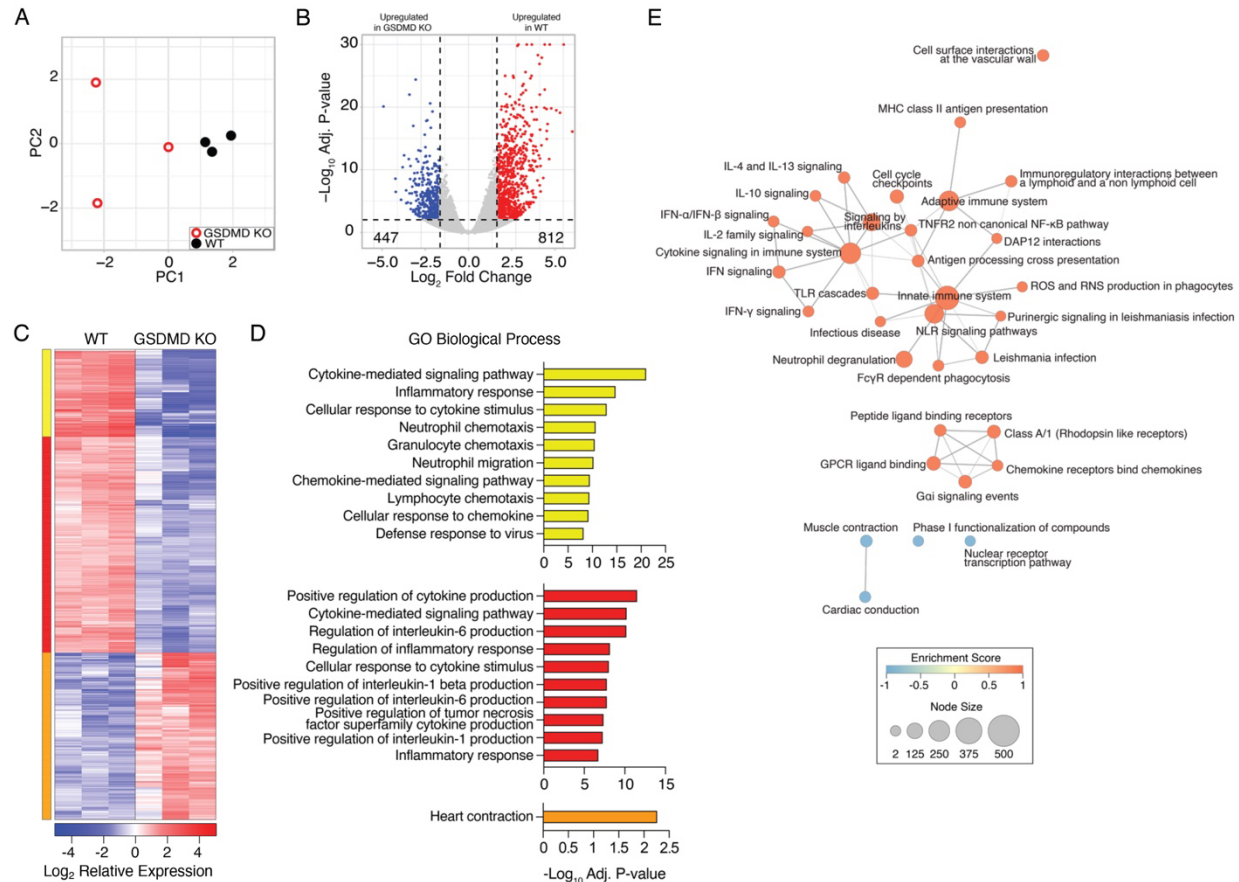 A
2
0
−2
PC2
−2
0
2
PC1
GSDMD KO
WT
B
Upregulated
in GSDMD KO
Upregulated
in WT
30
20
10
0
−Log10 Adj. P-value
447
812
−5.0
−2.5
0.0
2.50
5.0
Log2 Fold Change
C
WT
GSDMD KO
-4
-2
0
2
4
Log2 Relative Expression
D
GO Biological Process
Cytokine-mediated signaling pathway
Inflammatory response
Cellular response to cytokine stimulus
Neutrophil chemotaxis
Granulocyte chemotaxis
Neutrophil migration
Chemokine-mediated signaling pathway
Lymphocyte chemotaxis
Cellular response to chemokine
Defense response to virus
0 5 10 15 20 25
Positive regulation of cytokine production
Cytokine-mediated signaling pathway
Regulation of interleukin-6 production
Regulation of inflammatory response
Cellular response to cytokine stimulus
Positive regulation of interleukin-1 beta production
Positive regulation of interleukin-6 production
Positive regulation of tumor necrosis
factor superfamily cytokine production
Positive regulation of interleukin-1 production
Inflammatory response
0 5 10 15
Heart contraction
0 0.5 1 1.5 2 2.5
-Log10 Adj. P-value
E
Cell surface interactions
at the vascular wall
MHC class II antigen presentation
IL-4 and IL-13 signaling
Cell cycle
checkpoints
Immunoregulatory interactions between
a lymphoid and a non lymphoid cell
IL-10 signaling
Adaptive immune system
IFN-α/IFN-β signaling
Signaling by
interleukins
TNFR2 non canonical NF-κB pathway
IL-2 family signaling
DAP12 interactions
Cytokine signaling in immune system
Antigen processing cross presentation
IFN signaling
ROS and RNS production in phagocytes
TLR cascades
Innate immune system
IFN-γ signaling
Purinergic signaling in leishmaniasis infection
Infectious disease
NLR signaling pathways
Neutrophil degranulation
Leishmania infection
FcγR dependent phagocytosis
Peptide ligand binding receptors
Class A/1 (Rhodopsin like receptors)
GPCR ligand binding
Chemokine receptors bind chemokines
Gαi signaling events
Muscle contraction
Phase I functionalization of compounds
Nuclear receptor
transcription pathway
Cardiac conduction
Enrichment Score
-1 -0.5 0 0.5 1
Node Size
2 125 250 375 500